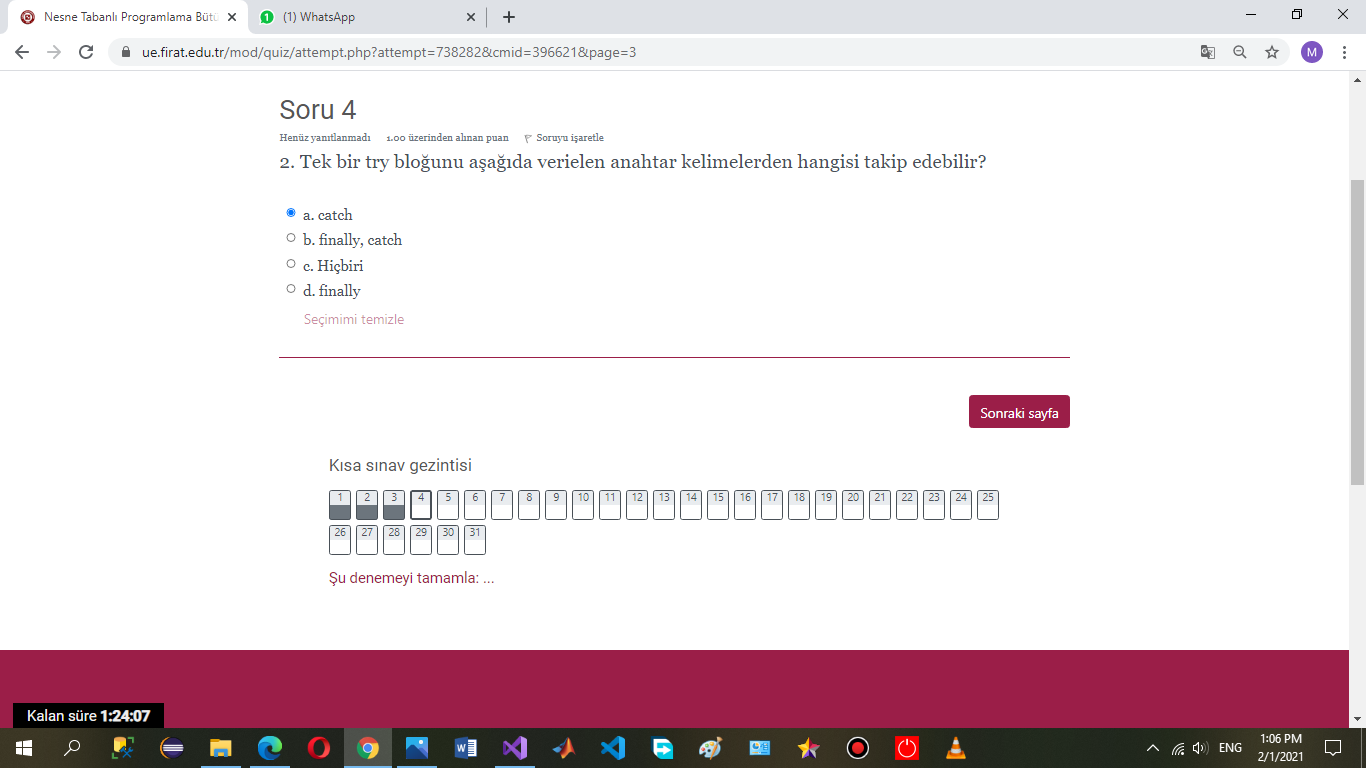 Nesne Tabanlı Programlama Bütü
(1) WhatsApp
ue.firat.edu.tr/mod/quiz/attempt.php?attempt=738282&cmid=396621&page=3
M
Soru 4
Henüz yanıtlanmadı 1.00 üzerinden alınan puan Soruyu işaretle
2. Tek bir try bloğunu aşağıda verielen anahtar kelimelerden hangisi takip edebilir?
a. catch
b. finally, catch
c. Hiçbiri
d. finally
Seçimimi temizle
Sonraki sayfa
Kısa sınav gezintisi
1 2 3 4 5 6 7 8 9 10 11 12 13 14 15 16 17 18 19 20 21 22 23 24 25
26 27 28 29 30 31
Şu denemeyi tamamla: ...
Kalan süre 1:24:07
ENG
1:06 PM
2/1/2021